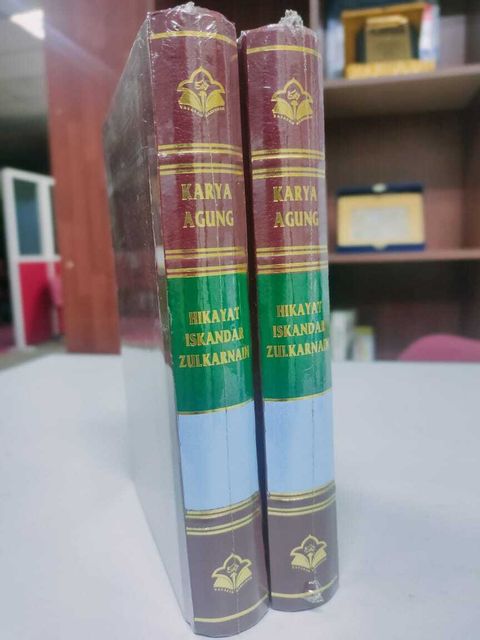 KARYA
AGUNG
HIKAYAT
ISKANDAR
ZULKARNAIN
KARYA
AGUNG
HIKAYAT
ISKANDAR
ZULKARNAIN